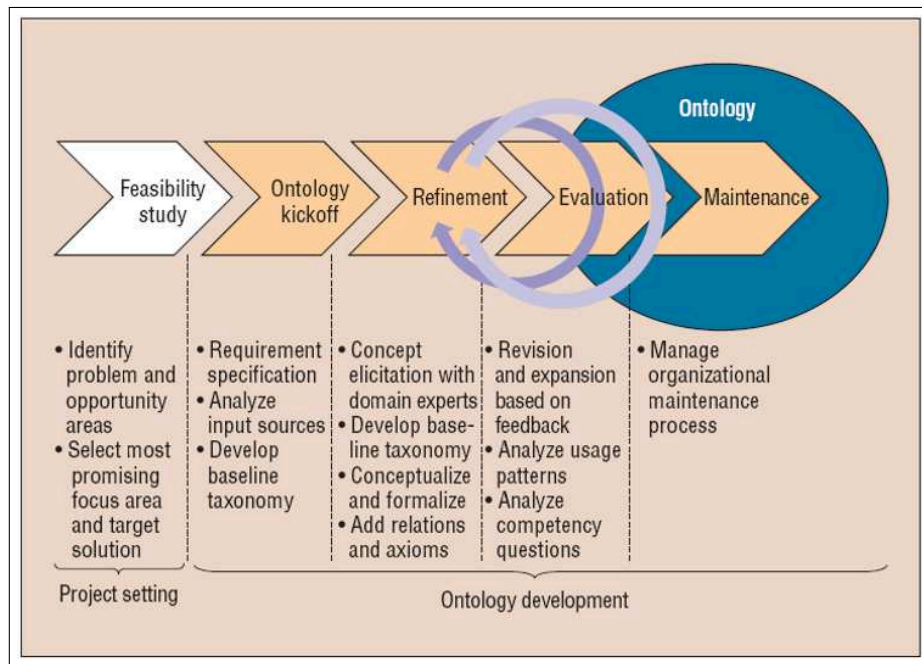 Ontology
Feasibility
study
Ontology
kickoff
Refinement
Evaluation
Maintenance
• Identify
problem and
opportunity
areas
• Select most
promising
focus area
and target
solution
• Requirement
specification
• Analyze
input sources
• Develop
baseline
taxonomy
• Concept
elicitation with
domain experts
• Develop base-
line taxonomy
• Conceptualize
and formalize
• Add relations
and axioms
• Revision
and expansion
based on
feedback
• Analyze usage
patterns
• Analyze
competency
questions
• Manage
organizational
maintenance
process
Project setting
Ontology development